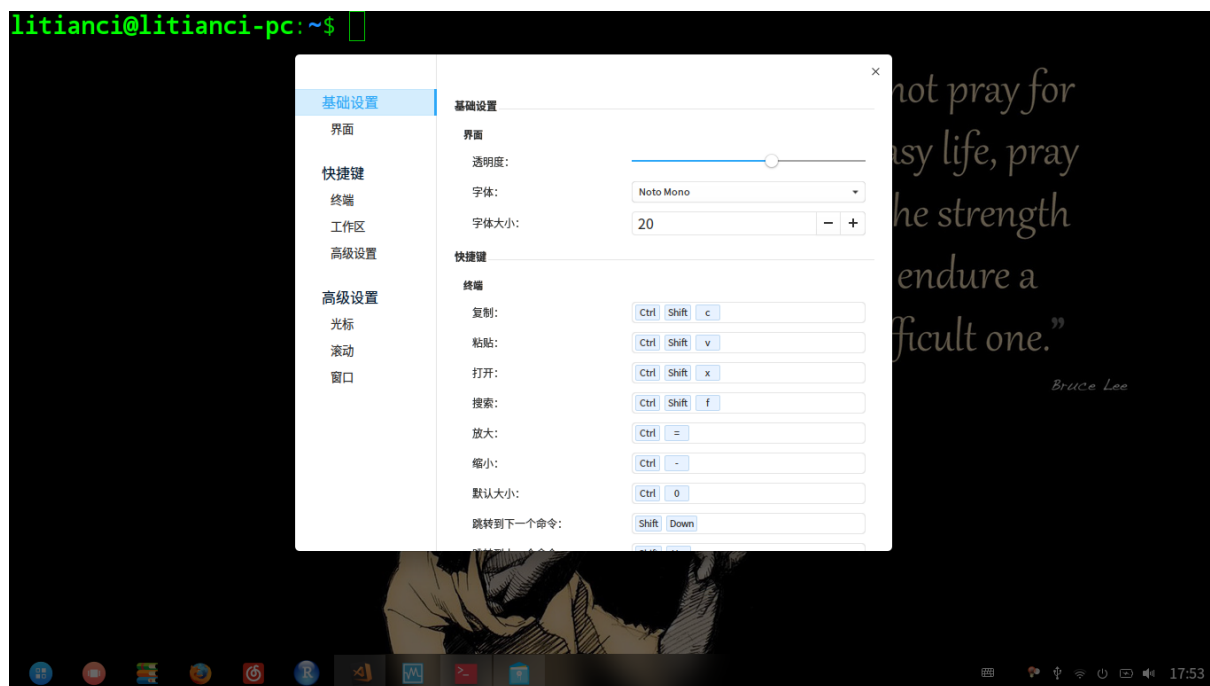 litianci@litianci-pc:~$
not pray for
asy life, pray
he strength
endure a
fficult one.”
Bruce Lee
×
基础设置
界面
快捷键
终端
工作区
高级设置
高级设置
光标
滚动
窗口
基础设置
界面
透明度：
字体： Noto Mono
字体大小： 20 − +
快捷键
终端
复制： Ctrl Shift c
粘贴： Ctrl Shift v
打开： Ctrl Shift x
搜索： Ctrl Shift f
放大： Ctrl =
缩小： Ctrl -
默认大小： Ctrl 0
跳转到下一个命令： Shift Down
R
>_
17:53